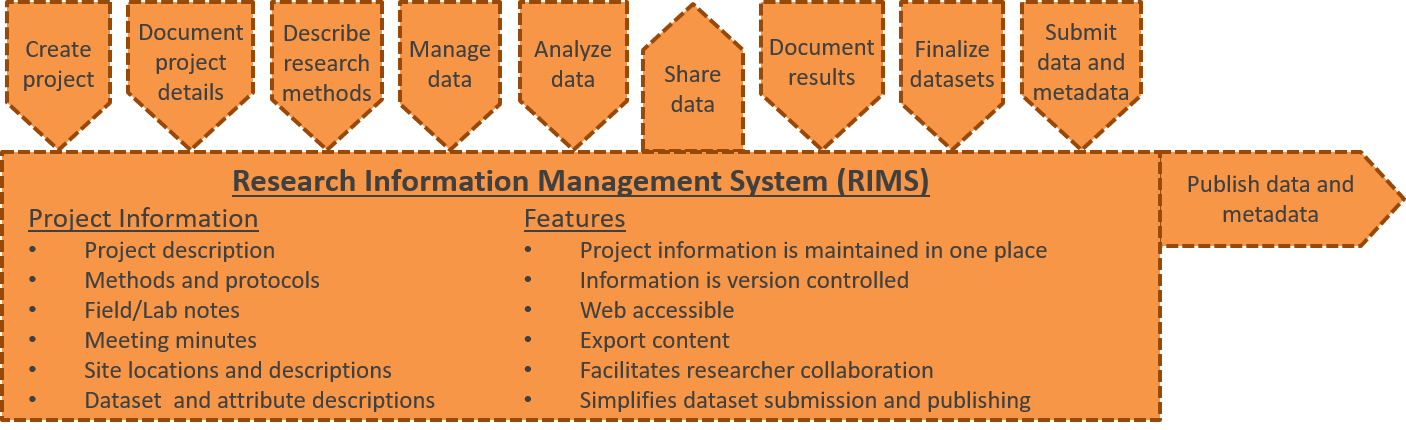 Create
project
Document
project
details
Describe
research
methods
Manage
data
Analyze
data
Share
data
Document
results
Finalize
datasets
Submit
data and
metadata
Research Information Management System (RIMS)
Project Information
• Project description
• Methods and protocols
• Field/Lab notes
• Meeting minutes
• Site locations and descriptions
• Dataset  and attribute descriptions
Features
• Project information is maintained in one place
• Information is version controlled
• Web accessible
• Export content
• Facilitates researcher collaboration
• Simplifies dataset submission and publishing
Publish data and
metadata